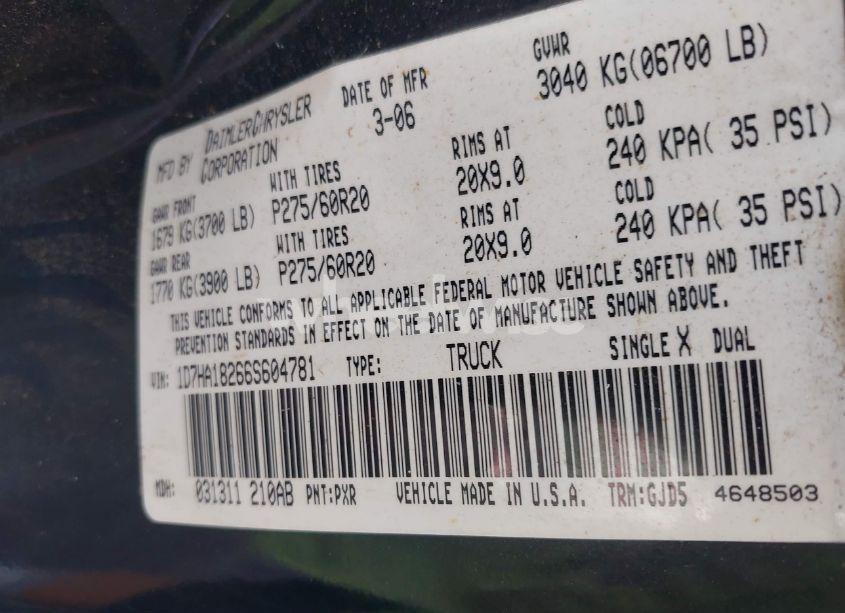 MFD BY DAIMLERCHRYSLER CORPORATION DATE OF MFR 3-06 GVWR 3040 KG(06700 LB)
GAWR FRONT WITH TIRES RIMS AT COLD
1679 KG(3700 LB) P275/60R20 20X9.0 240 KPA( 35 PSI)
GAWR REAR WITH TIRES RIMS AT COLD
1770 KG(3900 LB) P275/60R20 20X9.0 240 KPA( 35 PSI)
THIS VEHICLE CONFORMS TO ALL APPLICABLE FEDERAL MOTOR VEHICLE SAFETY AND THEFT
PREVENTION STANDARDS IN EFFECT ON THE DATE OF MANUFACTURE SHOWN ABOVE.
VIN: 1D7HA18266S604781 TYPE: TRUCK SINGLE X DUAL
MDH: 031311 210AB PNT:PXR VEHICLE MADE IN U.S.A. TRM:GJD5 4648503